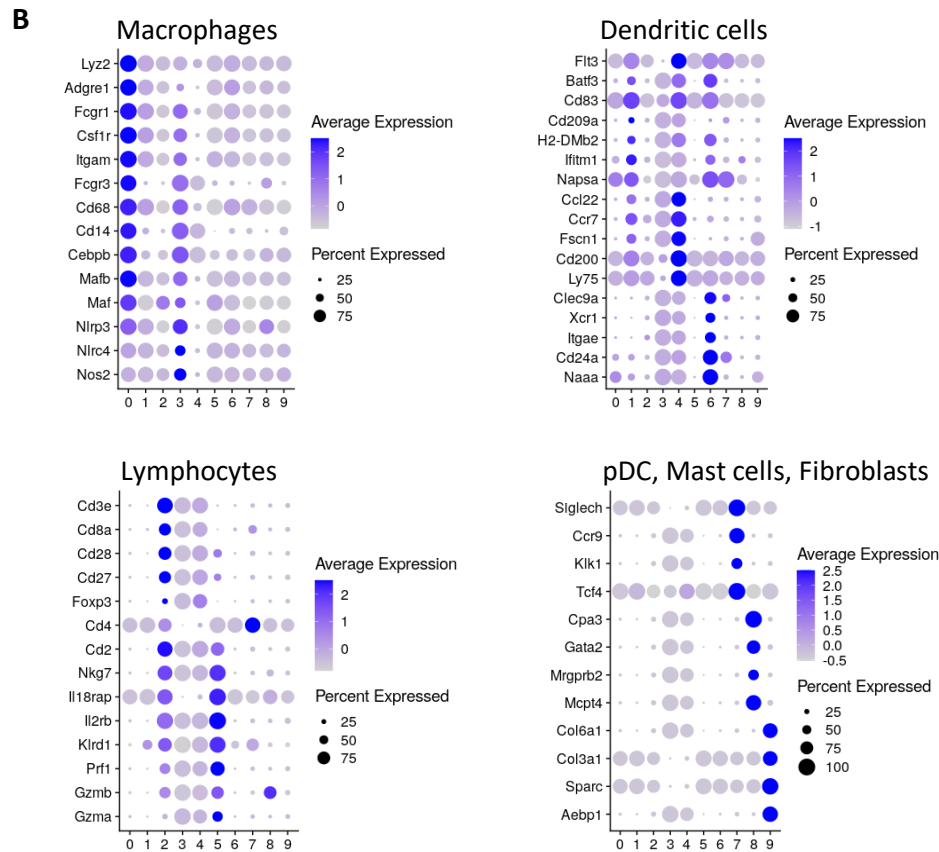 B
Macrophages
Lyz2
Adgre1
Fcgr1
Csf1r
Itgam
Fcgr3
Cd68
Cd14
Cebpb
Mafb
Maf
Nlrp3
Nlrc4
Nos2
0 1 2 3 4 5 6 7 8 9
Average Expression
2
1
0
Percent Expressed
25
50
75
Dendritic cells
Flt3
Batf3
Cd83
Cd209a
H2-DMb2
Ifitm1
Napsa
Ccl22
Ccr7
Fscn1
Cd200
Ly75
Clec9a
Xcr1
Itgae
Cd24a
Naaa
0 1 2 3 4 5 6 7 8 9
Average Expression
2
1
0
-1
Percent Expressed
25
50
75
Lymphocytes
Cd3e
Cd8a
Cd28
Cd27
Foxp3
Cd4
Cd2
Nkg7
Il18rap
Il2rb
Klrd1
Prf1
Gzmb
Gzma
0 1 2 3 4 5 6 7 8 9
Average Expression
2
1
0
Percent Expressed
25
50
75
pDC, Mast cells, Fibroblasts
Siglech
Ccr9
Klk1
Tcf4
Cpa3
Gata2
Mrgprb2
Mcpt4
Col6a1
Col3a1
Sparc
Aebp1
0 1 2 3 4 5 6 7 8 9
Average Expression
2.5
2.0
1.5
1.0
0.5
0.0
-0.5
Percent Expressed
25
50
75
100